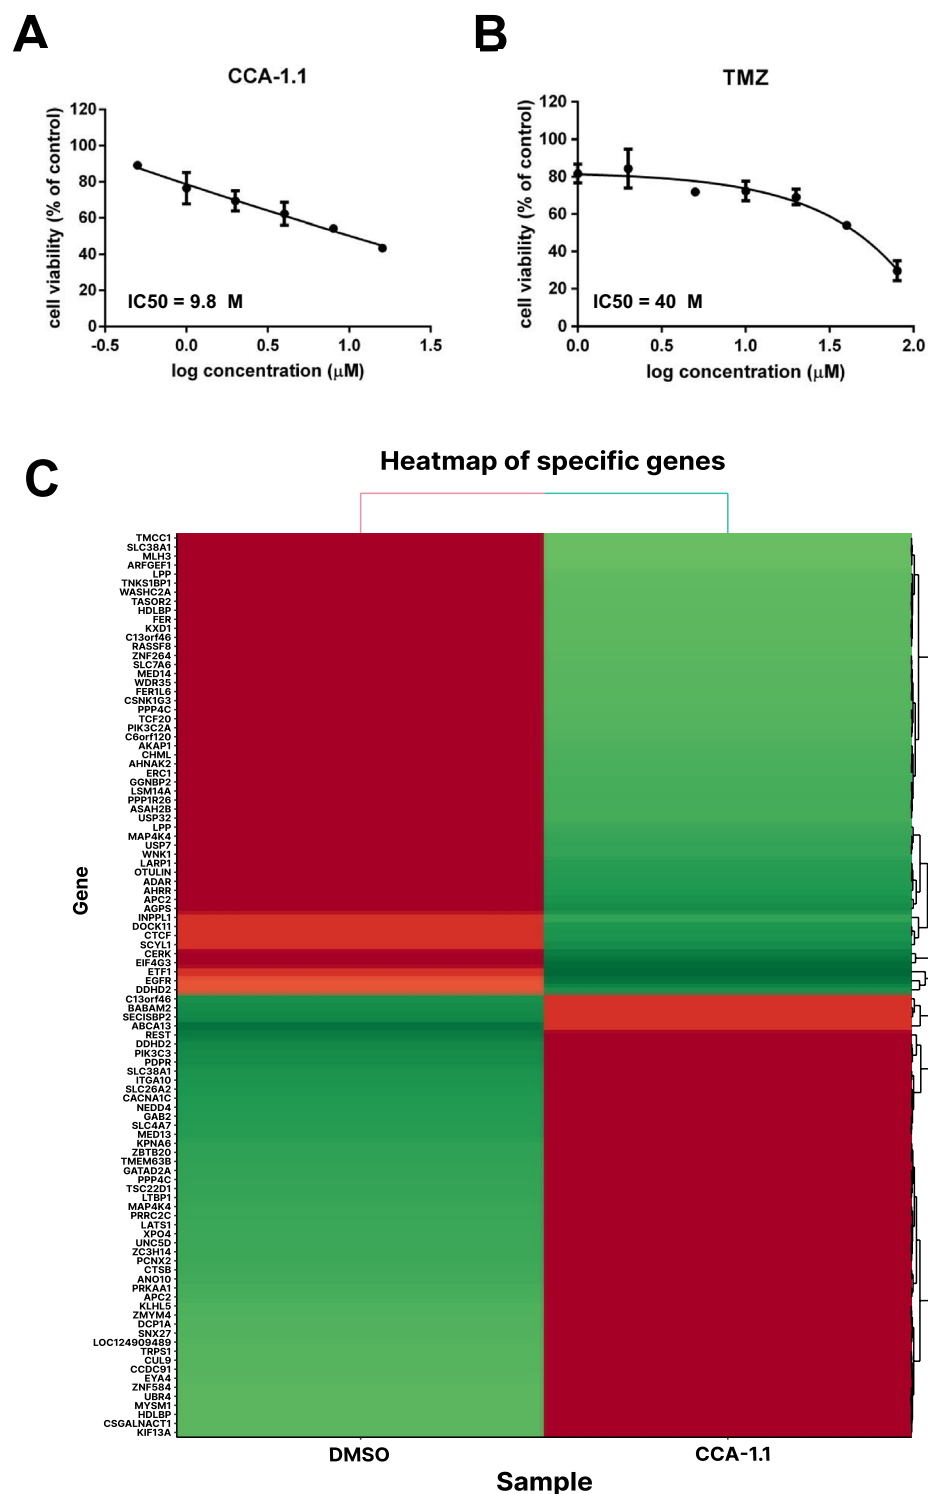 A
B
CCA-1.1
TMZ
cell viability (% of control)
120
100
80
60
40
20
0
IC50 = 9.8 M
-0.5
0.0
0.5
1.0
1.5
log concentration (μM)
cell viability (% of control)
120
100
80
60
40
20
0
IC50 = 40 M
0.0
0.5
1.0
1.5
2.0
log concentration (μM)
C
Heatmap of specific genes
Gene
TMCC1
SLC38A1
MLH3
ARFGEF1
LPP
TNKS1BP1
WASHC2A
TASOR2
HDLBP
FER
KXD1
C13orf46
RASSF8
ZNF264
SLC7A6
MED14
WDR35
FER1L6
CSNK1G3
PPP4C
TCF20
PIK3C2A
C6orf120
AKAP1
CHML
AHNAK2
ERC1
GGNBP2
LSM14A
PPP1R26
ASAH2B
USP32
LPP
MAP4K4
USP7
WNK1
LARP1
OTULIN
ADAR
AHRR
APC2
AGPS
INPPL1
DOCK11
CTCF
SCYL1
CERK
EIF4G3
ETF1
EGFR
DDHD2
C13orf46
BABAM2
SECISBP2
ABCA13
REST
DDHD2
PIK3C3
PDPR
SLC38A1
ITGA10
SLC26A2
CACNA1C
NEDD4
GAB2
SLC4A7
MED13
KPNA6
ZBTB20
TMEM63B
GATAD2A
PPP4C
TSC22D1
LTBP1
MAP4K4
PRRC2C
LATS1
XPO4
UNC5D
ZC3H14
PCNX2
CTSB
ANO10
PRKAA1
APC2
KLHL5
ZMYM4
DCP1A
SNX27
LOC124909489
TRPS1
CUL9
CCDC91
EYA4
ZNF584
UBR4
MYSM1
HDLBP
CSGALNACT1
KIF13A
DMSO
CCA-1.1
Sample